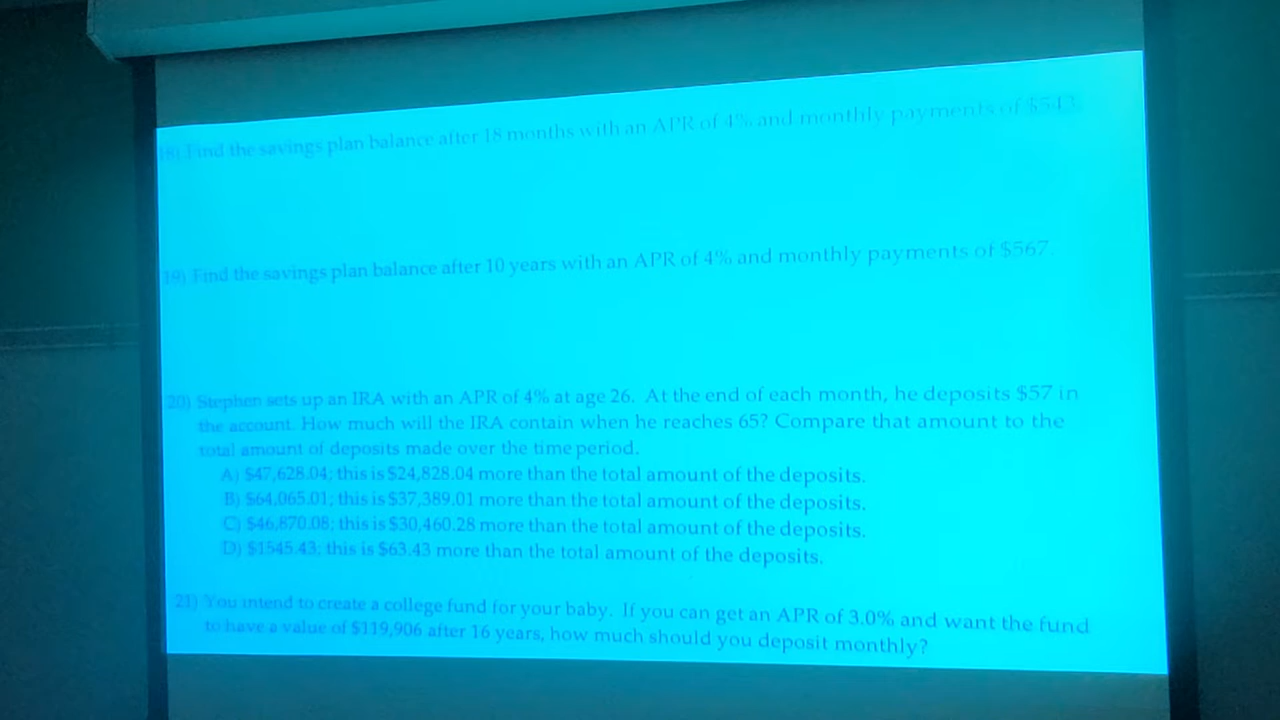 18) Find the savings plan balance after 18 months with an APR of 4% and monthly payments of $543.
19) Find the savings plan balance after 10 years with an APR of 4% and monthly payments of $567.
20) Stephen sets up an IRA with an APR of 4% at age 26. At the end of each month, he deposits $57 in
the account. How much will the IRA contain when he reaches 65? Compare that amount to the
total amount of deposits made over the time period.
A) $47,628.04; this is $24,828.04 more than the total amount of the deposits.
B) $64,065.01; this is $37,389.01 more than the total amount of the deposits.
C) $46,870.08; this is $30,460.28 more than the total amount of the deposits.
D) $1545.43; this is $63.43 more than the total amount of the deposits.
21) You intend to create a college fund for your baby. If you can get an APR of 3.0% and want the fund
to have a value of $119,906 after 16 years, how much should you deposit monthly?